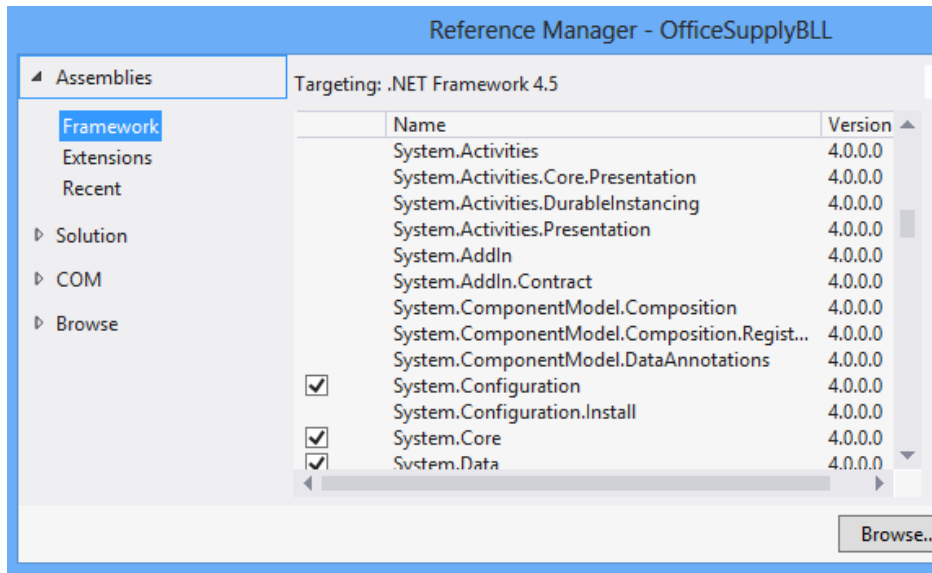 Reference Manager - OfficeSupplyBLL
Assemblies
Framework
Extensions
Recent
Solution
COM
Browse
Targeting: .NET Framework 4.5
Name Version
System.Activities 4.0.0.0
System.Activities.Core.Presentation 4.0.0.0
System.Activities.DurableInstancing 4.0.0.0
System.Activities.Presentation 4.0.0.0
System.AddIn 4.0.0.0
System.AddIn.Contract 4.0.0.0
System.ComponentModel.Composition 4.0.0.0
System.ComponentModel.Composition.Regist... 4.0.0.0
System.ComponentModel.DataAnnotations 4.0.0.0
System.Configuration 4.0.0.0
System.Configuration.Install 4.0.0.0
System.Core 4.0.0.0
System.Data 4.0.0.0
Browse..